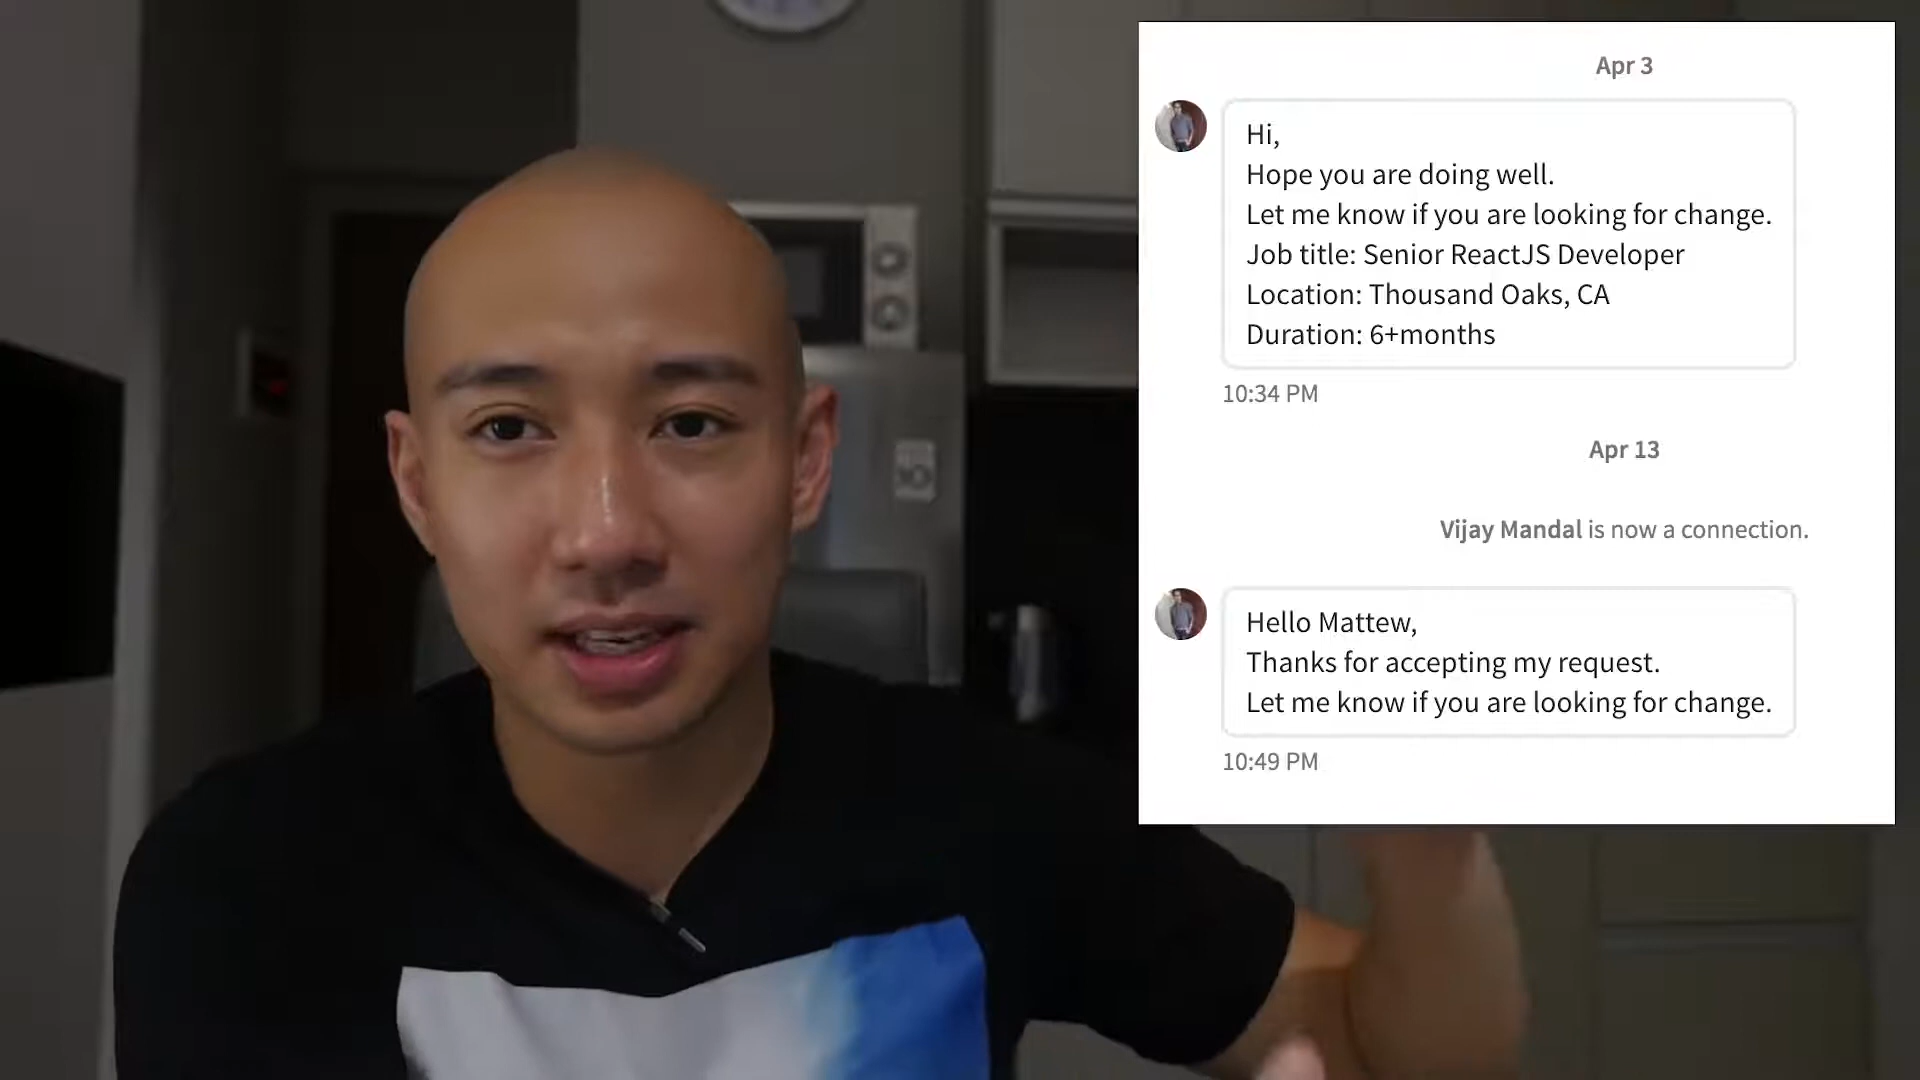 Apr 3
Hi,
Hope you are doing well.
Let me know if you are looking for change.
Job title: Senior ReactJS Developer
Location: Thousand Oaks, CA
Duration: 6+months
10:34 PM
Apr 13
Vijay Mandal is now a connection.
Hello Mattew,
Thanks for accepting my request.
Let me know if you are looking for change.
10:49 PM